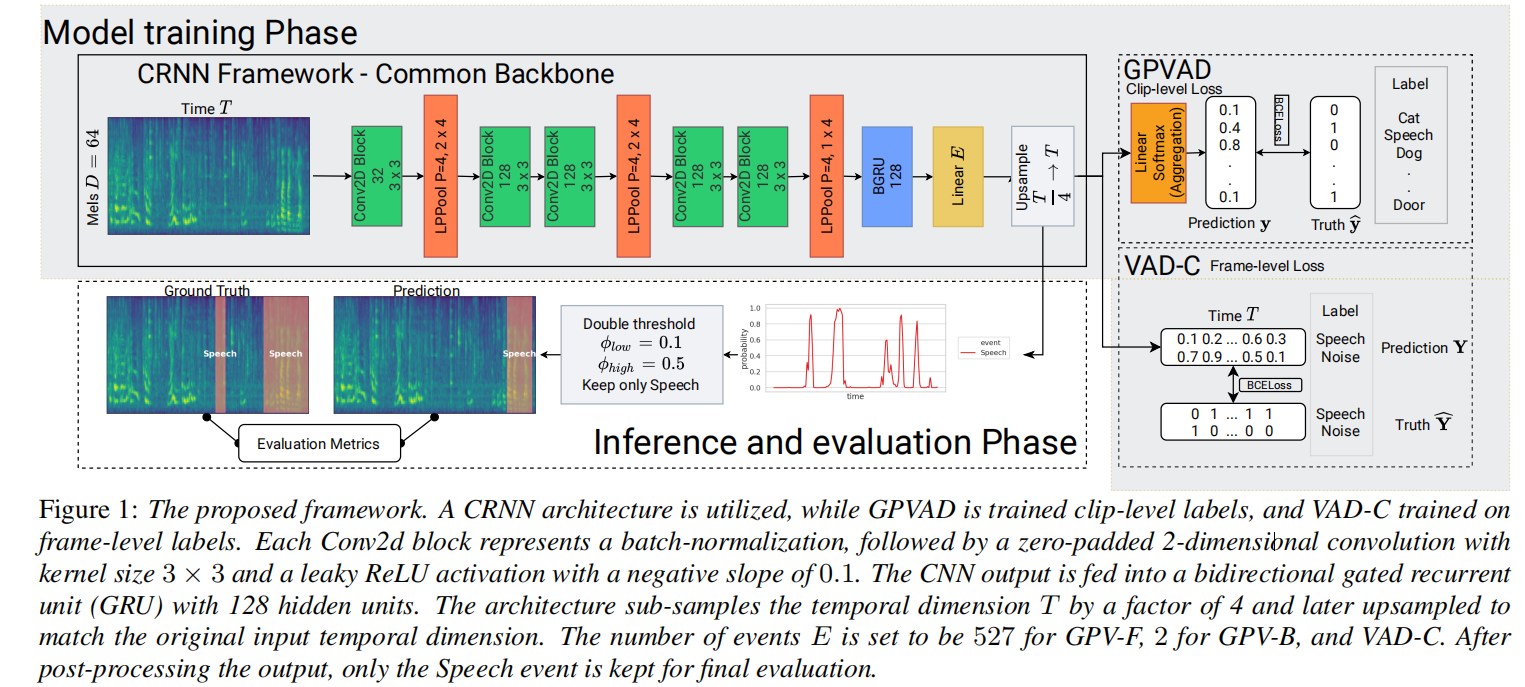 Model training Phase
CRNN Framework - Common Backbone
Time T
Mels D = 64
Conv2D Block
32
3 x 3
LPPool P=4, 2 x 4
Conv2D Block
128
3 x 3
Conv2D Block
128
3 x 3
LPPool P=4, 2 x 4
Conv2D Block
128
3 x 3
Conv2D Block
128
3 x 3
LPPool P=4, 1 x 4
BGRU
128
Linear E
Upsample
T/4 → T
GPVAD
Clip-level Loss
Linear
Softmax
(Aggregation)
0.1
0.4
0.8
.
.
0.1
Prediction y
BCELoss
0
1
0
.
.
1
Truth ŷ
Label
Cat
Speech
Dog
.
.
Door
VAD-C Frame-level Loss
Time T
0.1 0.2 ... 0.6 0.3
0.7 0.9 ... 0.5 0.1
Label
Speech
Noise
Prediction Y
BCELoss
0 1 ... 1 1
1 0 ... 0 0
Speech
Noise
Truth Ŷ
Ground Truth
Speech
Speech
Prediction
Speech
Evaluation Metrics
Double threshold
ϕlow = 0.1
ϕhigh = 0.5
Keep only Speech
probability
1.0
0.8
0.6
0.4
0.2
0.0
time
event
Speech
Inference and evaluation Phase
Figure 1: The proposed framework. A CRNN architecture is utilized, while GPVAD is trained clip-level labels, and VAD-C trained on
frame-level labels. Each Conv2d block represents a batch-normalization, followed by a zero-padded 2-dimensional convolution with
kernel size 3 × 3 and a leaky ReLU activation with a negative slope of 0.1. The CNN output is fed into a bidirectional gated recurrent
unit (GRU) with 128 hidden units. The architecture sub-samples the temporal dimension T by a factor of 4 and later upsampled to
match the original input temporal dimension. The number of events E is set to be 527 for GPV-F, 2 for GPV-B, and VAD-C. After
post-processing the output, only the Speech event is kept for final evaluation.